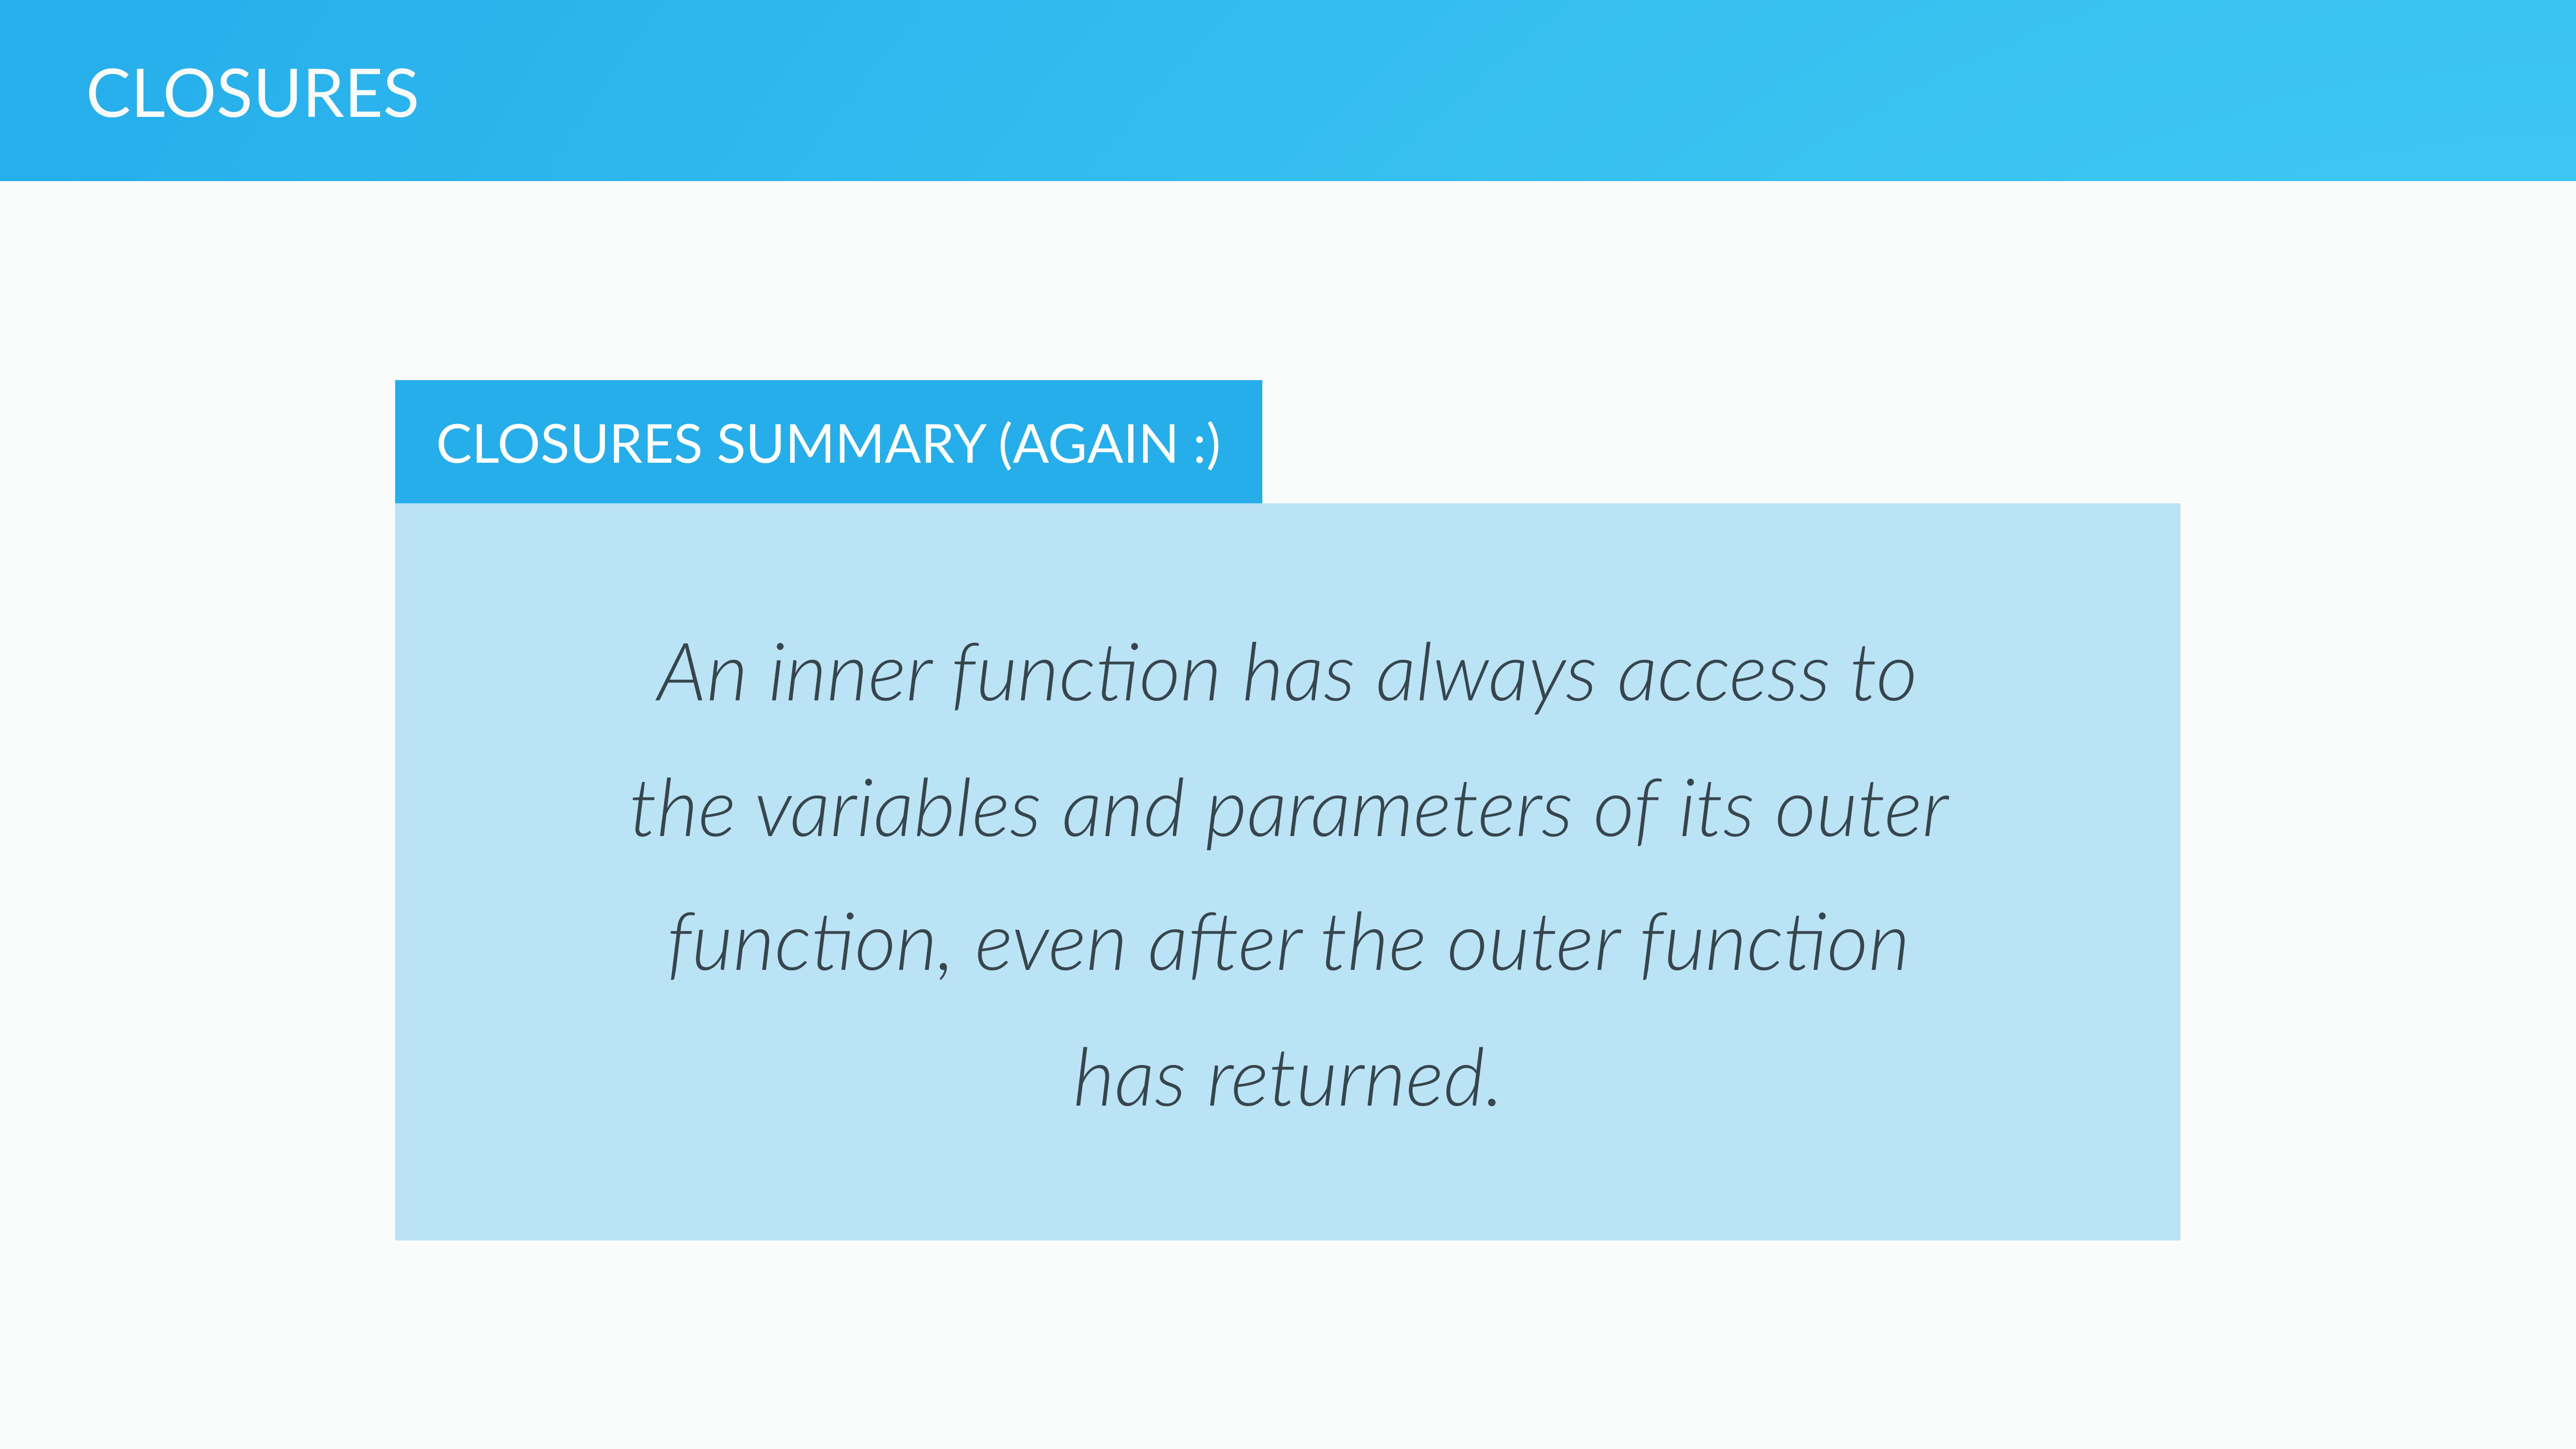 CLOSURES
CLOSURES SUMMARY (AGAIN :)
An inner function has always access to
the variables and parameters of its outer
function, even after the outer function
has returned.